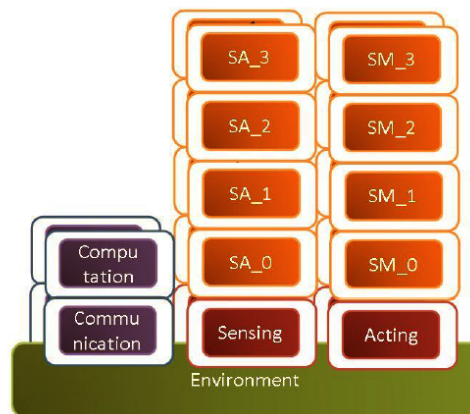 SA_3 SM_3
SA_2 SM_2
SA_1 SM_1
Compu
tation
SA_0 SM_0
Commu
nication
Sensing Acting
Environment